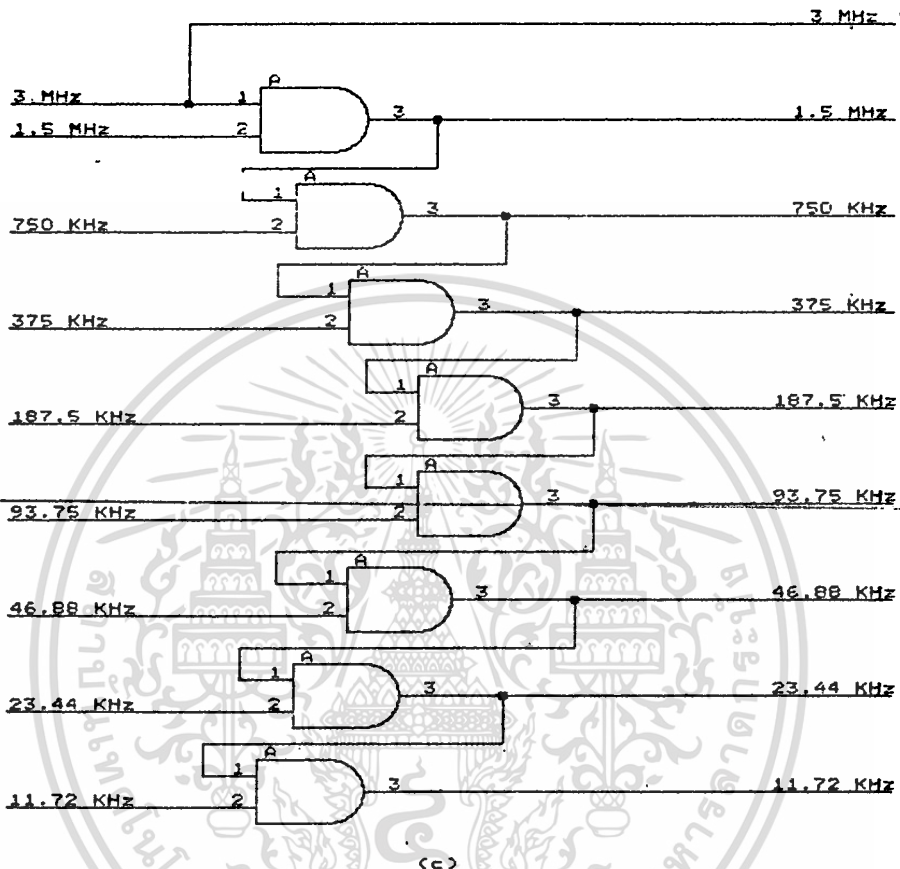 3 MHz
A
3 MHz 1 3 1.5 MHz
1.5 MHz 2
A
1 3 750 KHz
750 KHz 2
A
1 3 375 KHz
375 KHz 2
A
1 3 187.5 KHz
187.5 KHz 2
A
1 3 93.75 KHz
93.75 KHz 2
A
1 3 46.88 KHz
46.88 KHz 2
A
1 3 23.44 KHz
23.44 KHz 2
A
1 3 11.72 KHz
11.72 KHz 2